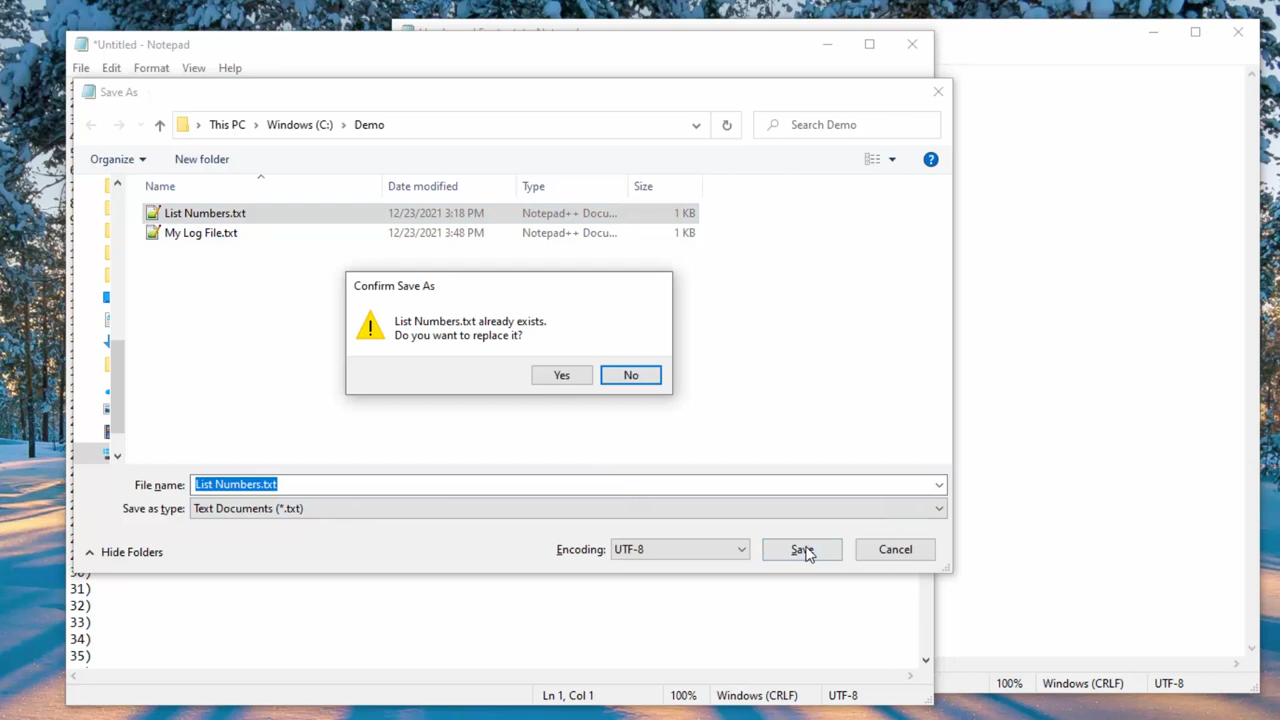 *Untitled - Notepad
File Edit Format View Help
Save As
This PC Windows (C:) Demo
Search Demo
Organize New folder
Name Date modified Type Size
List Numbers.txt 12/23/2021 3:18 PM Notepad++ Docu... 1 KB
My Log File.txt 12/23/2021 3:48 PM Notepad++ Docu... 1 KB
Confirm Save As
List Numbers.txt already exists.
Do you want to replace it?
Yes No
File name: List Numbers.txt
Save as type: Text Documents (*.txt)
Hide Folders Encoding: UTF-8 Save Cancel
31)
32)
33)
34)
35)
Ln 1, Col 1 100% Windows (CRLF) UTF-8
100% Windows (CRLF) UTF-8